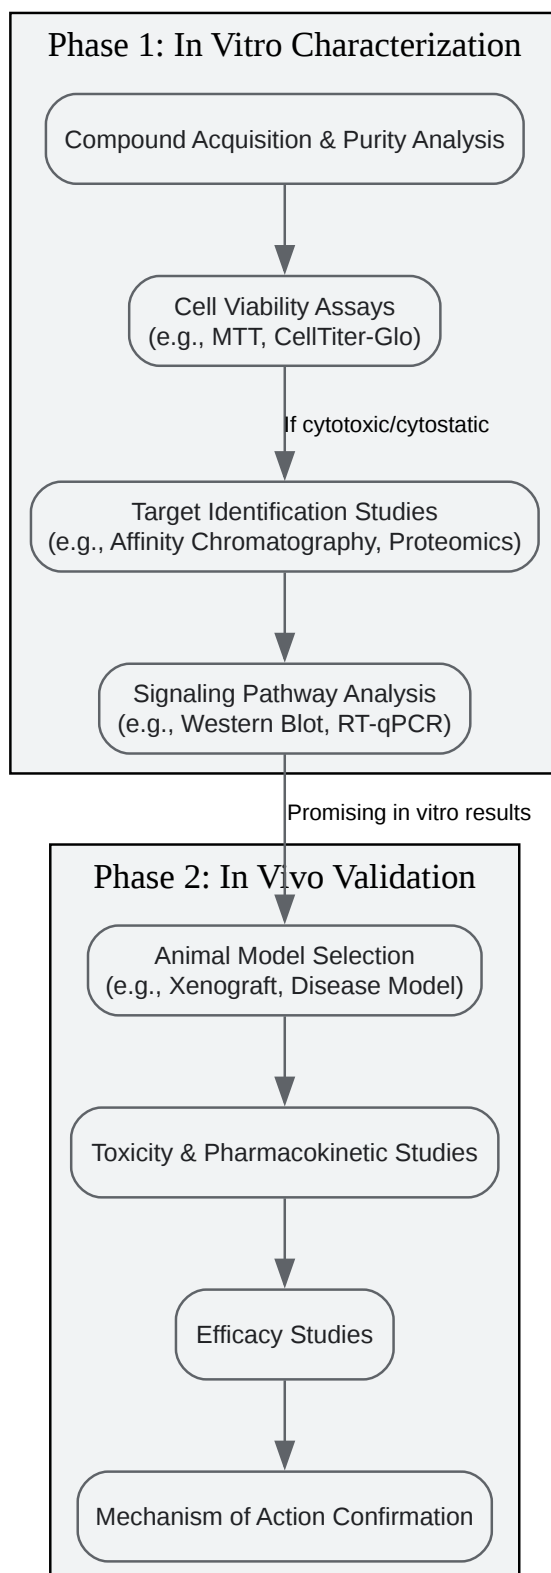 Phase 1: In Vitro Characterization
Compound Acquisition & Purity Analysis
Cell Viability Assays
(e.g., MTT, CellTiter-Glo)
If cytotoxic/cytostatic
Target Identification Studies
(e.g., Affinity Chromatography, Proteomics)
Signaling Pathway Analysis
(e.g., Western Blot, RT-qPCR)
Promising in vitro results
Phase 2: In Vivo Validation
Animal Model Selection
(e.g., Xenograft, Disease Model)
Toxicity & Pharmacokinetic Studies
Efficacy Studies
Mechanism of Action Confirmation